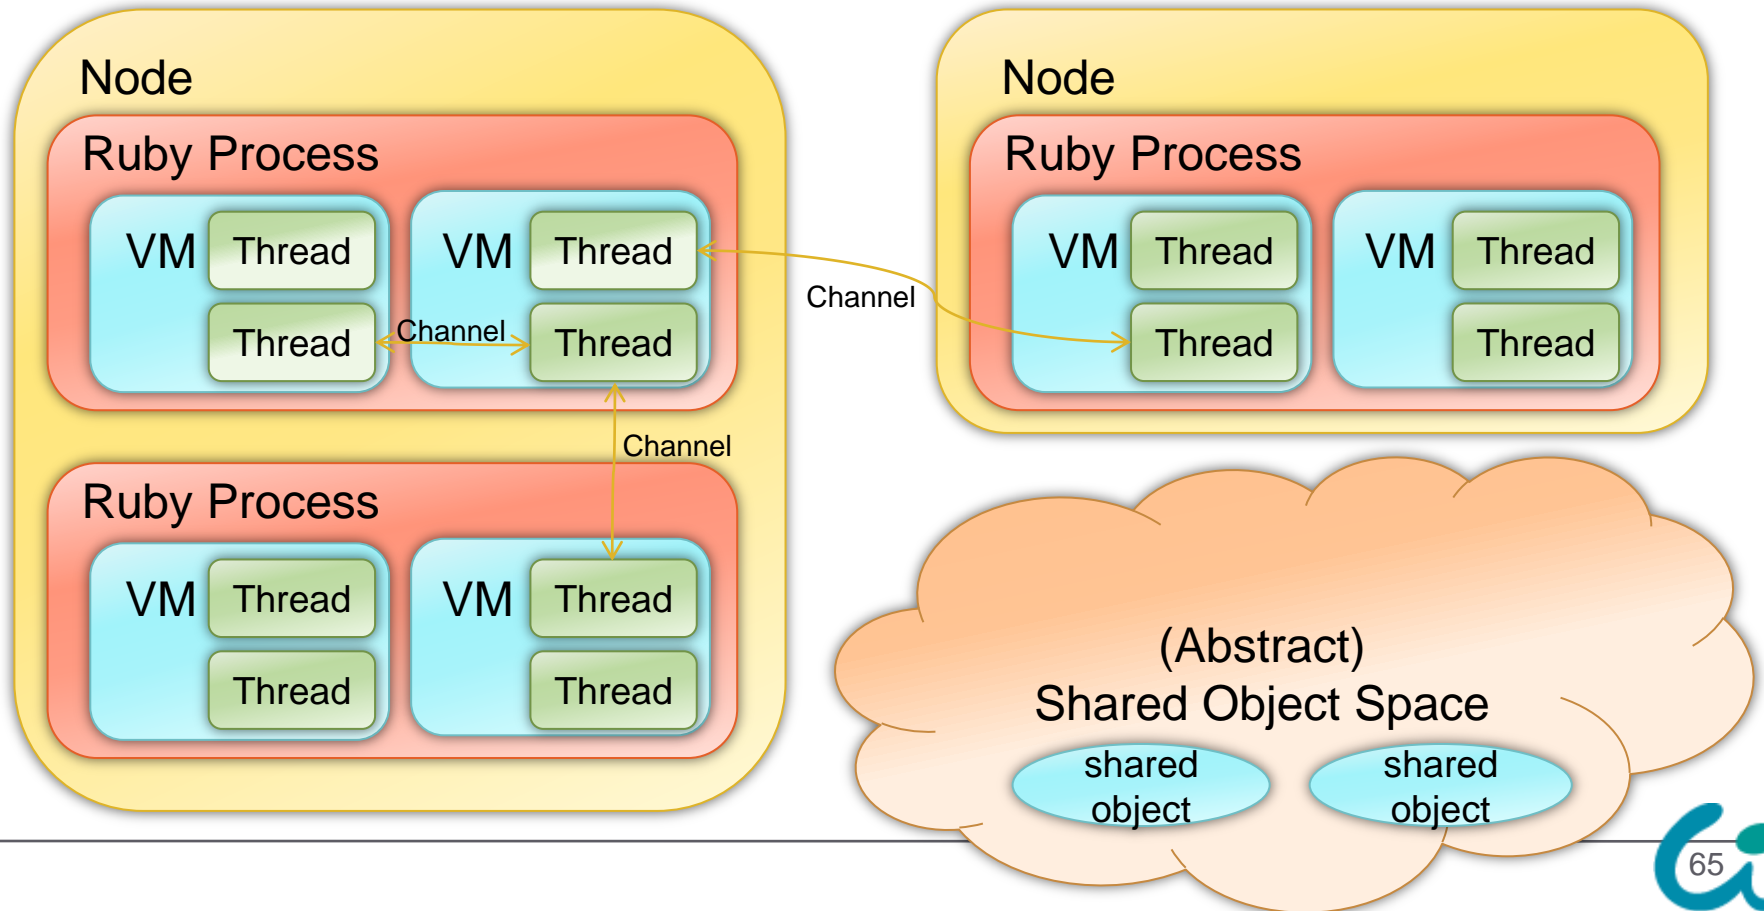 Node
Ruby Process
VM
Thread
Thread
Channel
VM
Thread
Thread
Channel
Ruby Process
VM
Thread
Thread
VM
Thread
Thread
Channel
Node
Ruby Process
VM
Thread
Thread
VM
Thread
Thread
(Abstract)
Shared Object Space
shared
object
shared
object
65